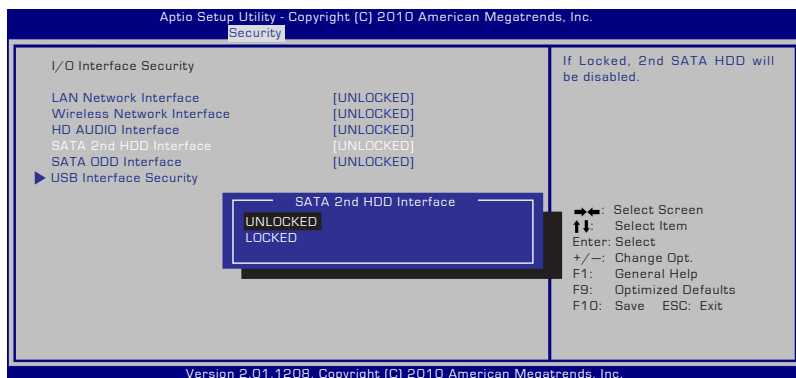 Aptio Setup Utility - Copyright (C) 2010 American Megatrends, Inc.
Security
I/O Interface Security
LAN Network Interface [UNLOCKED]
Wireless Network Interface [UNLOCKED]
HD AUDIO Interface [UNLOCKED]
SATA 2nd HDD Interface [UNLOCKED]
SATA ODD Interface [UNLOCKED]
USB Interface Security
SATA 2nd HDD Interface
UNLOCKED
LOCKED
If Locked, 2nd SATA HDD will
be disabled.
→←: Select Screen
↑↓: Select Item
Enter: Select
+/—: Change Opt.
F1: General Help
F9: Optimized Defaults
F10: Save ESC: Exit
Version 2.01.1208. Copyright (C) 2010 American Megatrends, Inc.